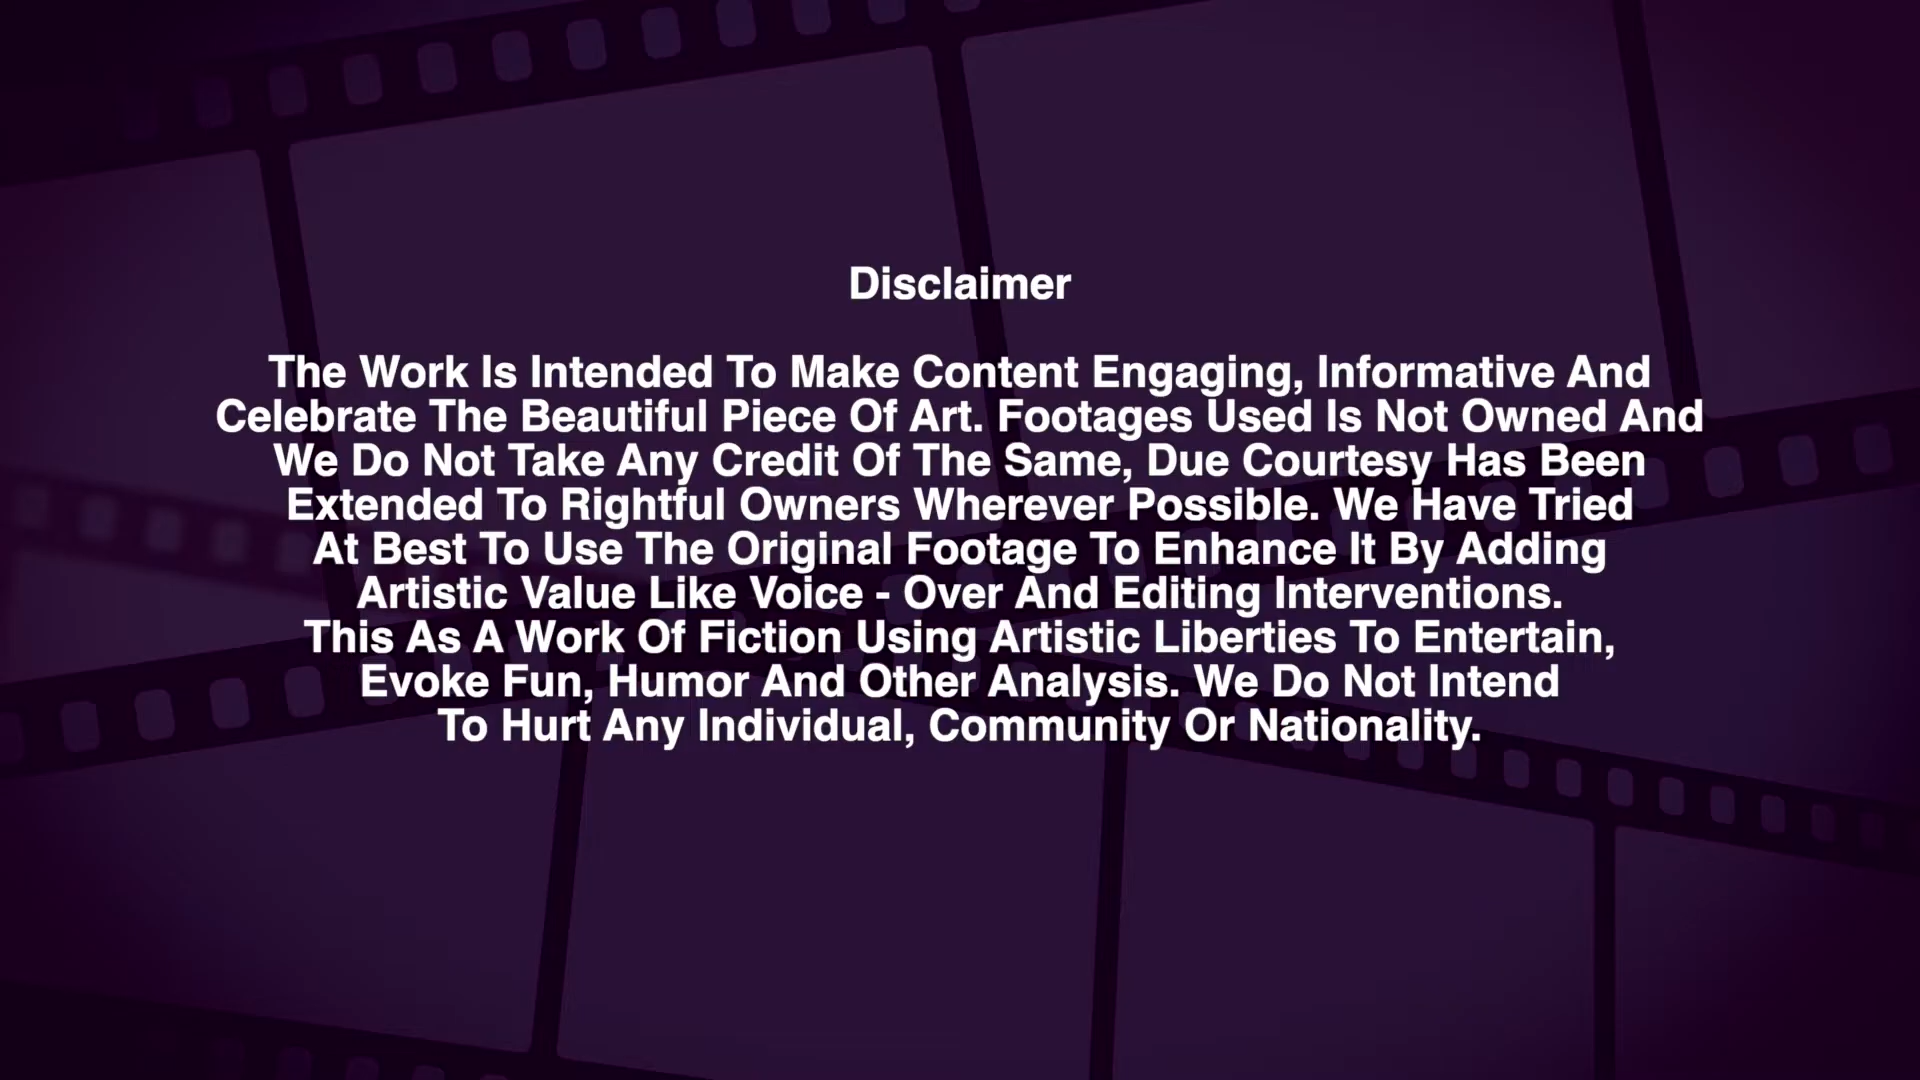 Disclaimer
The Work Is Intended To Make Content Engaging, Informative And
Celebrate The Beautiful Piece Of Art. Footages Used Is Not Owned And
We Do Not Take Any Credit Of The Same, Due Courtesy Has Been
Extended To Rightful Owners Wherever Possible. We Have Tried
At Best To Use The Original Footage To Enhance It By Adding
Artistic Value Like Voice - Over And Editing Interventions.
This As A Work Of Fiction Using Artistic Liberties To Entertain,
Evoke Fun, Humor And Other Analysis. We Do Not Intend
To Hurt Any Individual, Community Or Nationality.